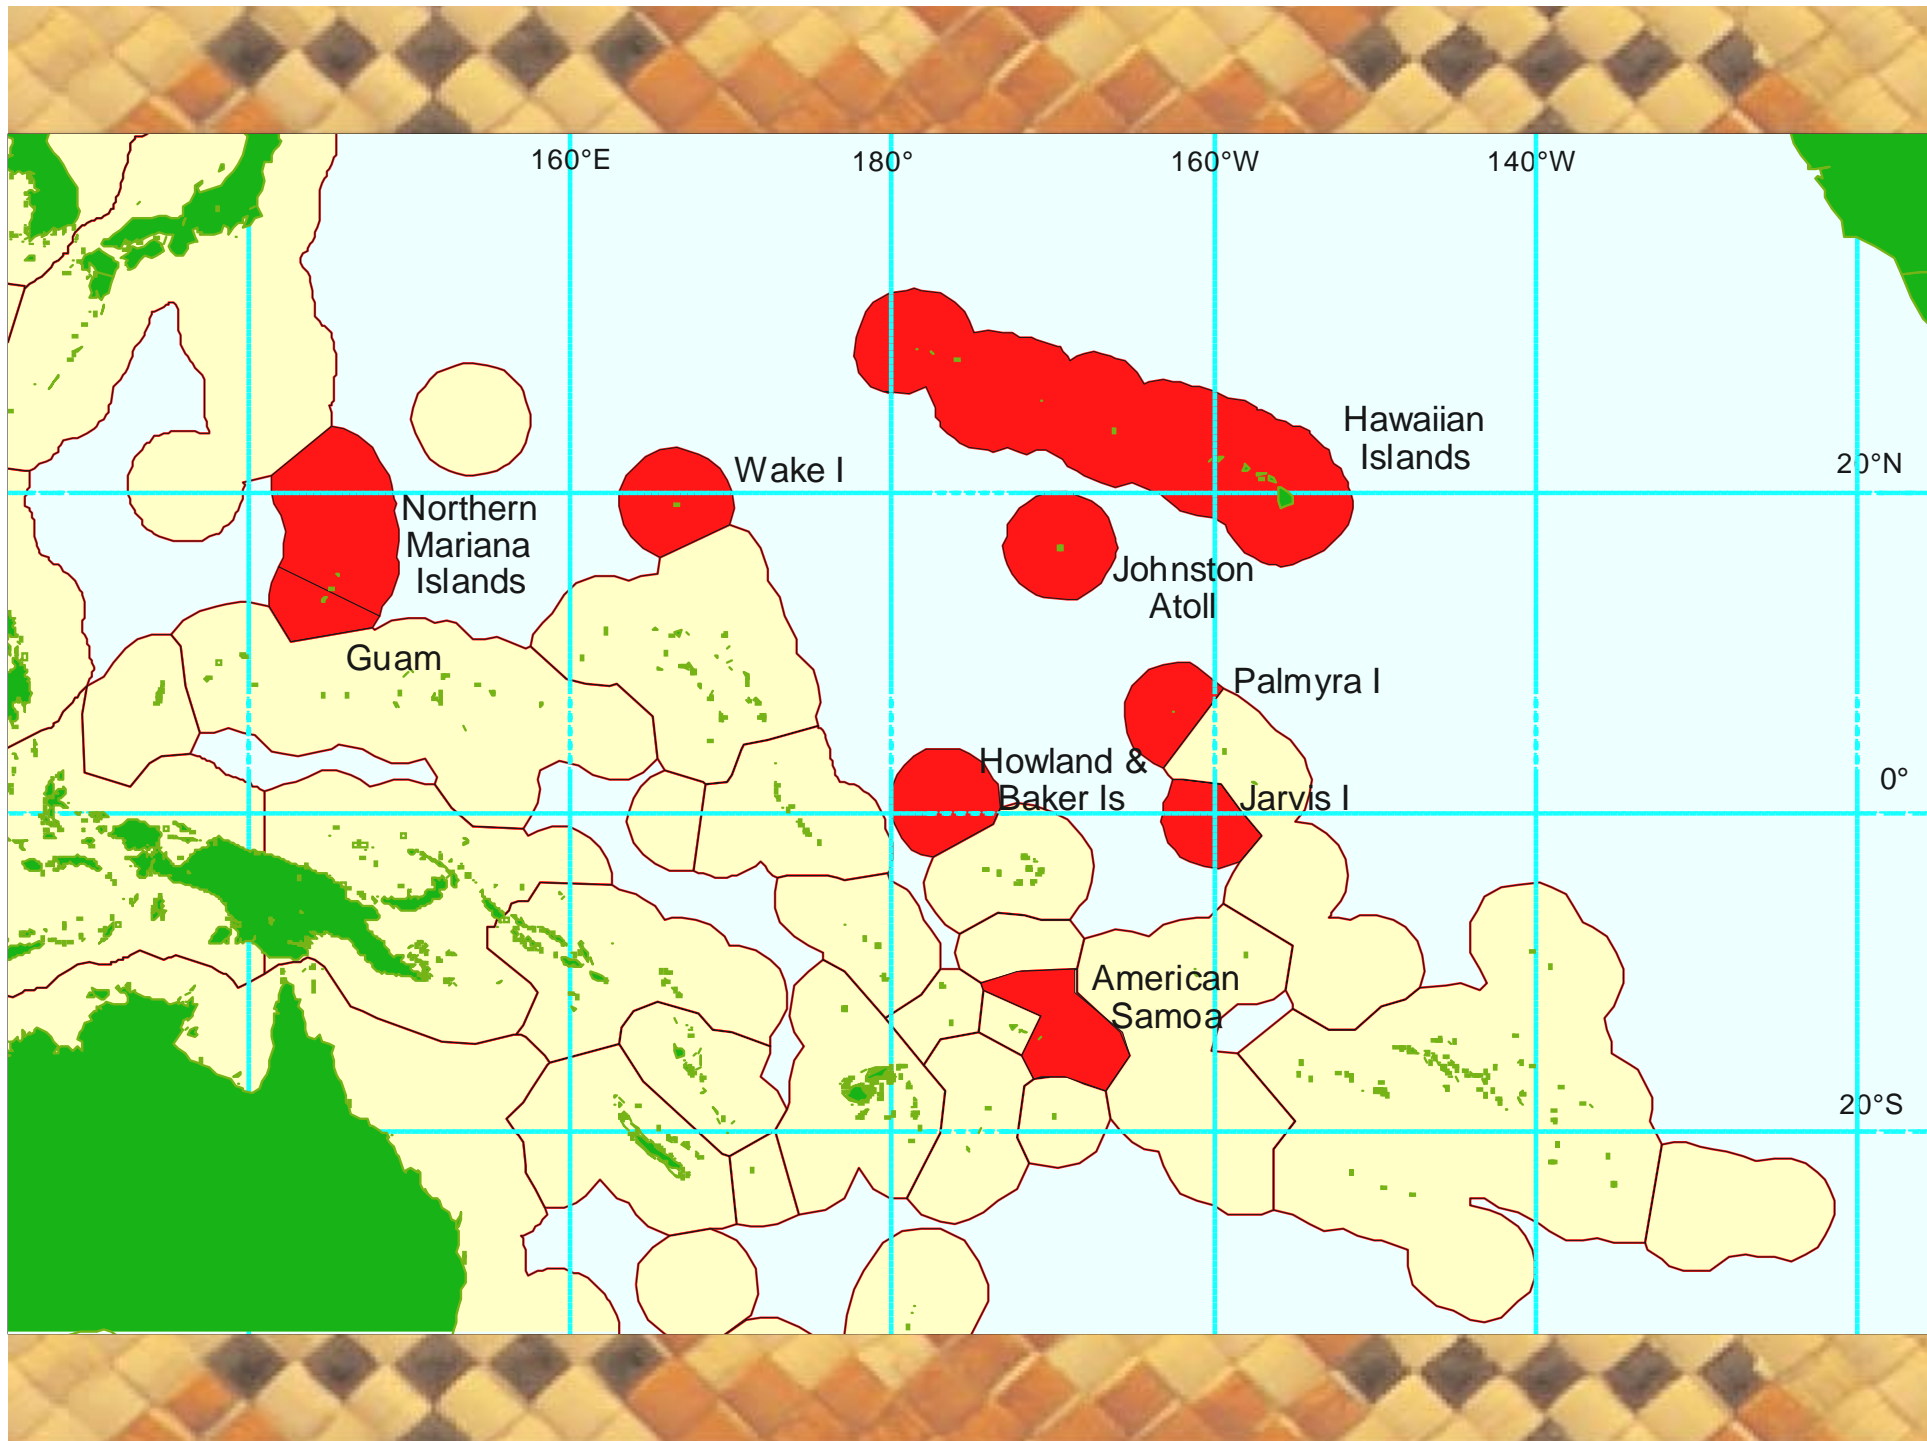 160°E
180°
160°W
140°W
Hawaiian
Islands
20°N
Wake I
Northern
Mariana
Islands
Johnston
Atoll
Guam
Palmyra I
Howland &
Baker Is
Jarvis I
0°
American
Samoa
20°S